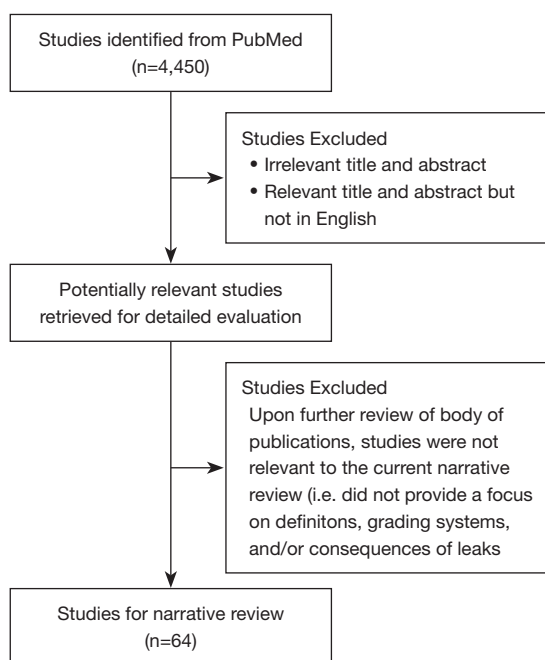 Studies identified from PubMed
(n=4,450)
Studies Excluded
• Irrelevant title and abstract
• Relevant title and abstract but
not in English
Potentially relevant studies
retrieved for detailed evaluation
Studies Excluded
Upon further review of body of
publications, studies were not
relevant to the current narrative
review (i.e. did not provide a focus
on definitons, grading systems,
and/or consequences of leaks
Studies for narrative review
(n=64)